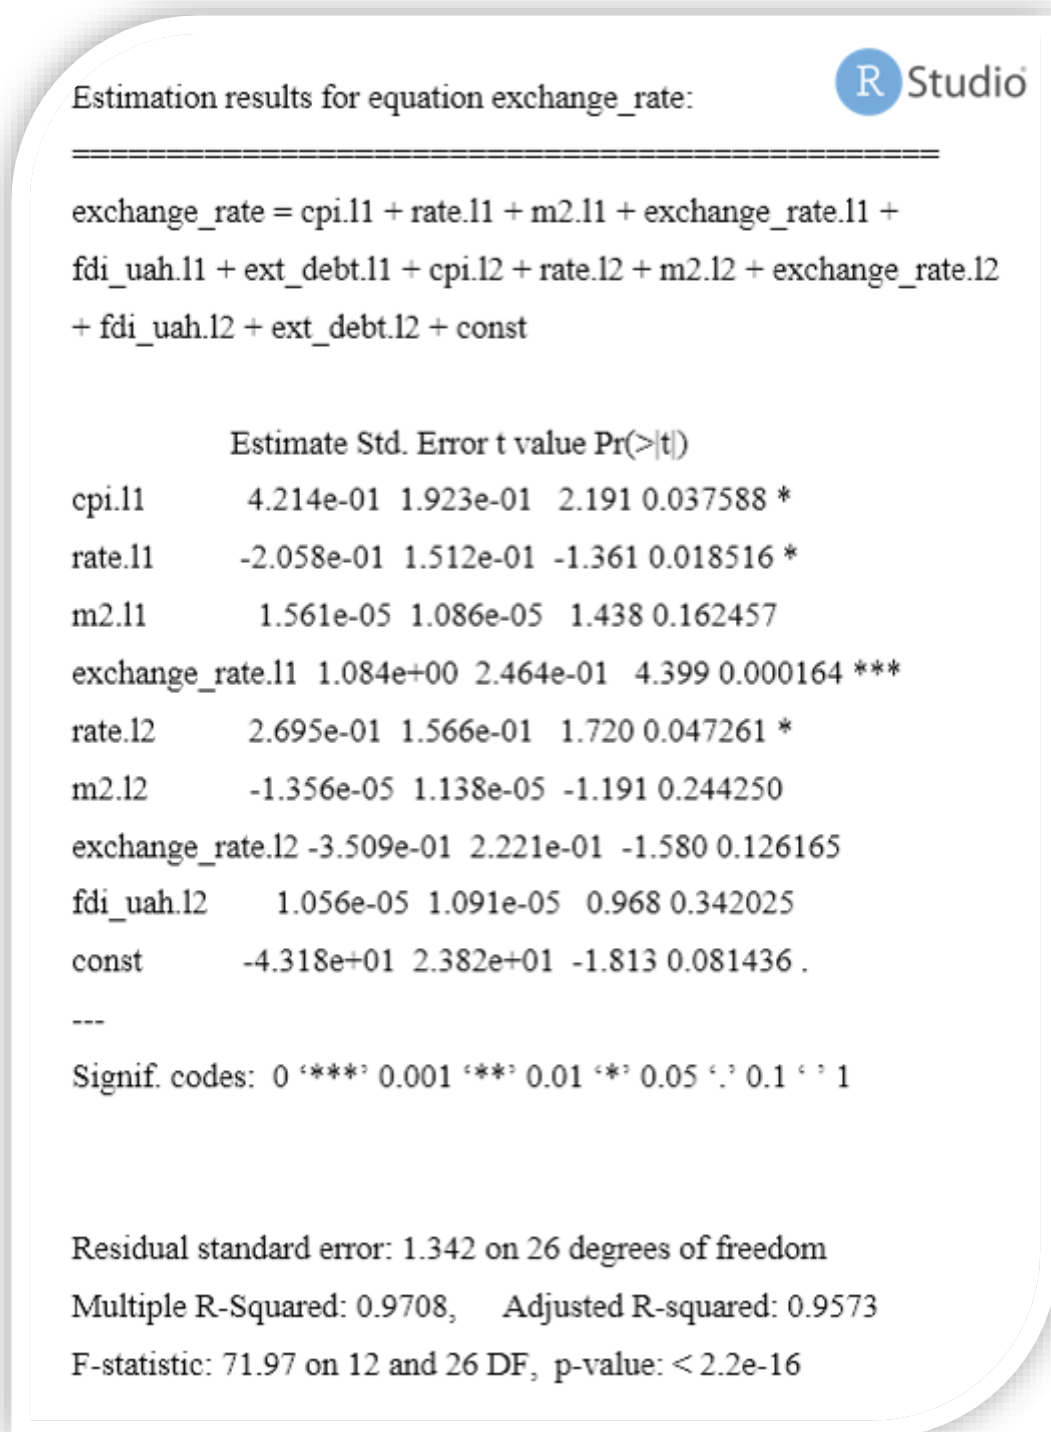 R Studio
Estimation results for equation exchange_rate:
==============================================
exchange_rate = cpi.l1 + rate.l1 + m2.l1 + exchange_rate.l1 +
fdi_uah.l1 + ext_debt.l1 + cpi.l2 + rate.l2 + m2.l2 + exchange_rate.l2
+ fdi_uah.l2 + ext_debt.l2 + const
Estimate Std. Error t value Pr(>|t|)
cpi.l1 4.214e-01 1.923e-01 2.191 0.037588 *
rate.l1 -2.058e-01 1.512e-01 -1.361 0.018516 *
m2.l1 1.561e-05 1.086e-05 1.438 0.162457
exchange_rate.l1 1.084e+00 2.464e-01 4.399 0.000164 ***
rate.l2 2.695e-01 1.566e-01 1.720 0.047261 *
m2.l2 -1.356e-05 1.138e-05 -1.191 0.244250
exchange_rate.l2 -3.509e-01 2.221e-01 -1.580 0.126165
fdi_uah.l2 1.056e-05 1.091e-05 0.968 0.342025
const -4.318e+01 2.382e+01 -1.813 0.081436 .
---
Signif. codes: 0 ‘***’ 0.001 ‘**’ 0.01 ‘*’ 0.05 ‘.’ 0.1 ‘ ’ 1
Residual standard error: 1.342 on 26 degrees of freedom
Multiple R-Squared: 0.9708, Adjusted R-squared: 0.9573
F-statistic: 71.97 on 12 and 26 DF, p-value: < 2.2e-16